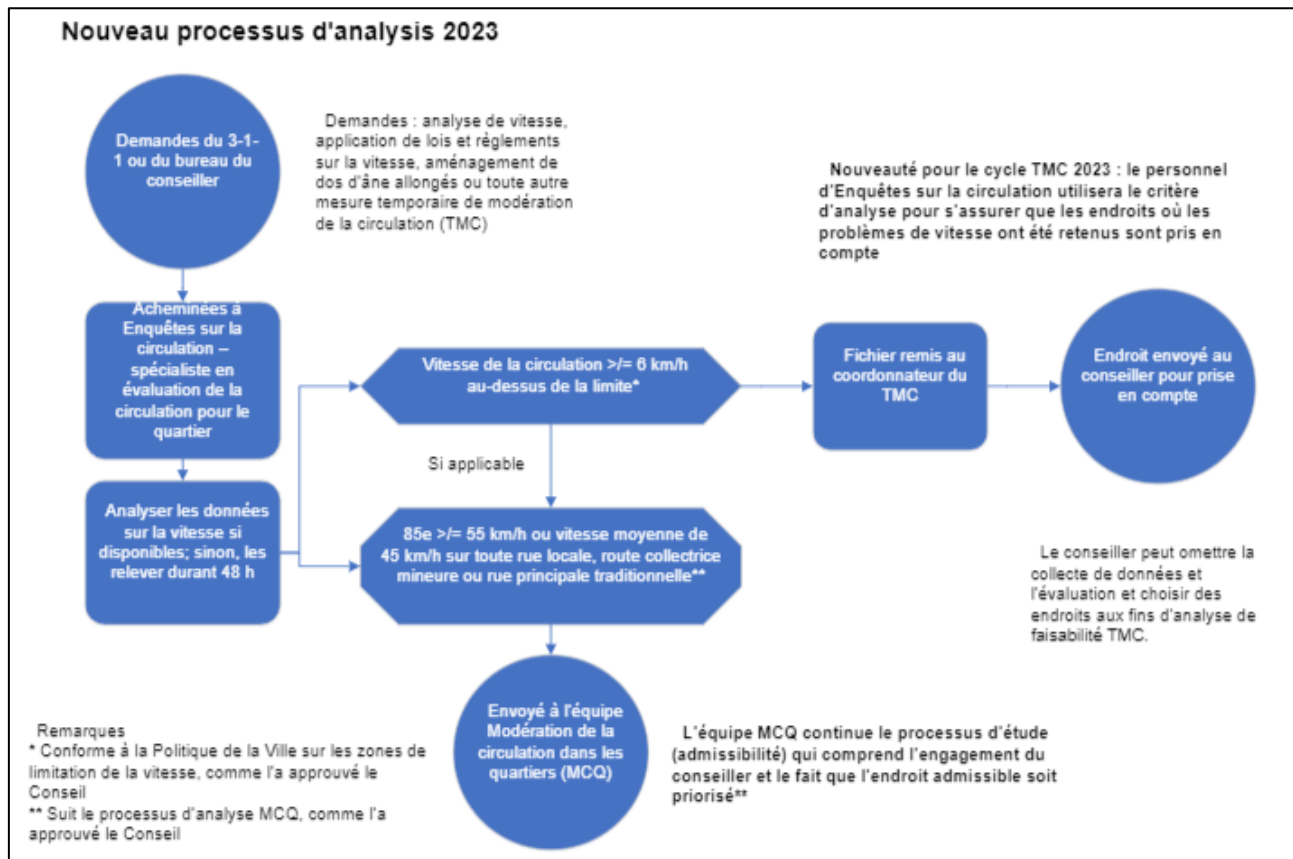 Nouveau processus d'analysis 2023
Demandes du 3-1-
1 ou du bureau du
conseiller
Demandes : analyse de vitesse,
application de lois et règlements
sur la vitesse, aménagement de
dos d'âne allongés ou toute autre
mesure temporaire de modération
de la circulation (TMC)
Nouveauté pour le cycle TMC 2023 : le personnel
d'Enquêtes sur la circulation utilisera le critère
d'analyse pour s'assurer que les endroits où les
problèmes de vitesse ont été retenus sont pris en
compte
Acheminées à
Enquêtes sur la
circulation –
spécialiste en
évaluation de la
circulation pour le
quartier
Vitesse de la circulation >/= 6 km/h
au-dessus de la limite*
Fichier remis au
coordonnateur du
TMC
Endroit envoyé au
conseiller pour prise
en compte
Si applicable
Analyser les données
sur la vitesse si
disponibles; sinon, les
relever durant 48 h
85e >/= 55 km/h ou vitesse moyenne de
45 km/h sur toute rue locale, route collectrice
mineure ou rue principale traditionnelle**
Le conseiller peut omettre la
collecte de données et
l'évaluation et choisir des
endroits aux fins d'analyse de
faisabilité TMC.
Envoyé à l'équipe
Modération de la
circulation dans les
quartiers (MCQ)
L'équipe MCQ continue le processus d'étude
(admissibilité) qui comprend l'engagement du
conseiller et le fait que l'endroit admissible soit
priorisé**
Remarques
* Conforme à la Politique de la Ville sur les zones de
limitation de la vitesse, comme l'a approuvé le
Conseil
** Suit le processus d'analyse MCQ, comme l'a
approuvé le Conseil